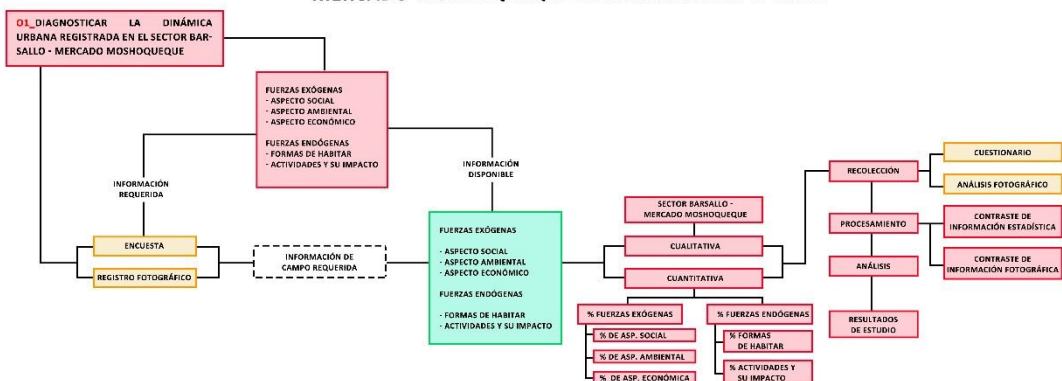 O1_DIAGNOSTICAR LA DINÁMICA
URBANA REGISTRADA EN EL SECTOR BAR-
SALLO - MERCADO MOSHOQUEQUE
FUERZAS EXÓGENAS
- ASPECTO SOCIAL
- ASPECTO AMBIENTAL
- ASPECTO ECONÓMICO
FUERZAS ENDÓGENAS
- FORMAS DE HABITAR
- ACTIVIDADES Y SU IMPACTO
INFORMACIÓN
REQUERIDA
INFORMACIÓN
DISPONIBLE
ENCUESTA
REGISTRO FOTOGRÁFICO
INFORMACIÓN DE
CAMPO REQUERIDA
FUERZAS EXÓGENAS
- ASPECTO SOCIAL
- ASPECTO AMBIENTAL
- ASPECTO ECONÓMICO
FUERZAS ENDÓGENAS
- FORMAS DE HABITAR
- ACTIVIDADES Y SU IMPACTO
SECTOR BARSALLO -
MERCADO MOSHOQUEQUE
CUALITATIVA
CUANTITATIVA
% FUERZAS EXÓGENAS
% DE ASP. SOCIAL
% DE ASP. AMBIENTAL
% DE ASP. ECONÓMICA
% FUERZAS ENDÓGENAS
% FORMAS
DE HABITAR
% ACTIVIDADES Y
SU IMPACTO
RECOLECCIÓN
CUESTIONARIO
ANÁLISIS FOTOGRÁFICO
PROCESAMIENTO
CONTRASTE DE
INFORMACIÓN ESTADÍSTICA
CONTRASTE DE
INFORMACIÓN FOTOGRÁFICA
ANÁLISIS
RESULTADOS
DE ESTUDIO